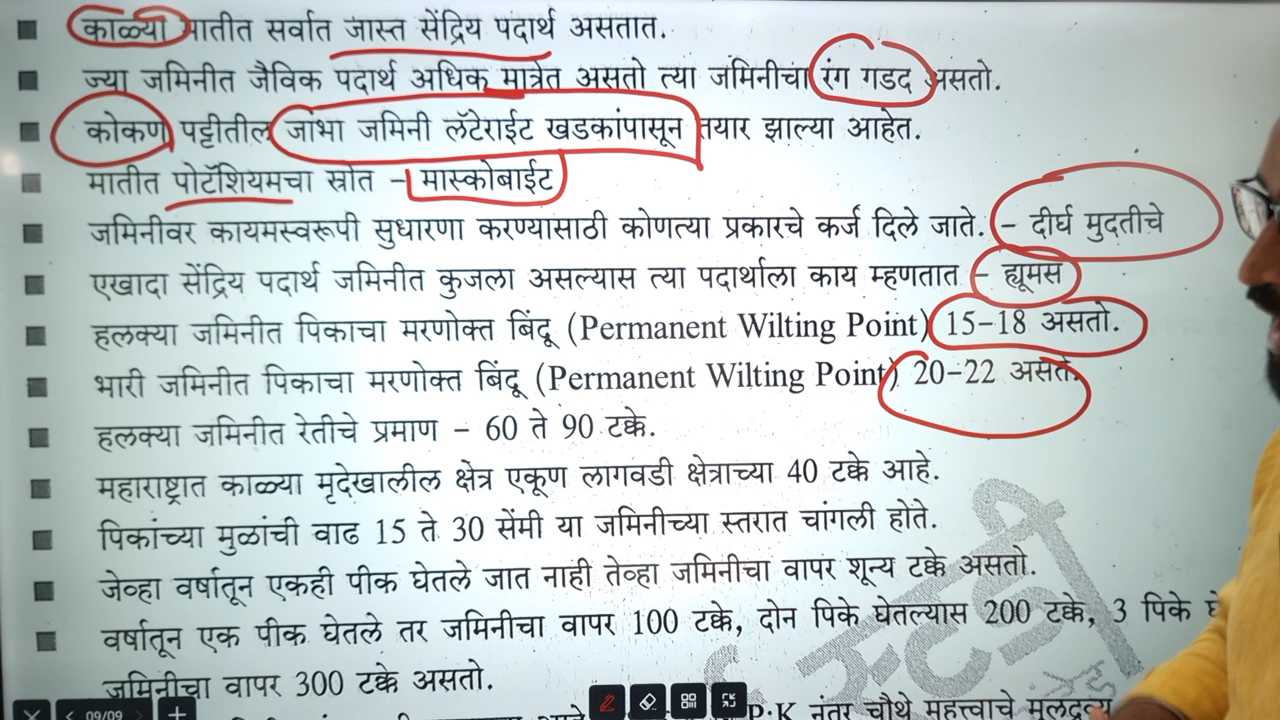 काळ्या मातीत सर्वात जास्त सेंद्रिय पदार्थ असतात.
ज्या जमिनीत जैविक पदार्थ अधिक मात्रेत असतो त्या जमिनीचा रंग गडद असतो.
कोकण पट्टीतील जांभा जमिनी लॅटेराईट खडकांपासून तयार झाल्या आहेत.
मातीत पोटॅशियमचा स्रोत – मास्कोबाईट
जमिनीवर कायमस्वरूपी सुधारणा करण्यासाठी कोणत्या प्रकारचे कर्ज दिले जाते. – दीर्घ मुदतीचे
एखादा सेंद्रिय पदार्थ जमिनीत कुजला असल्यास त्या पदार्थाला काय म्हणतात – ह्यूमस
हलक्या जमिनीत पिकाचा मरणोक्त बिंदू (Permanent Wilting Point) 15–18 असतो.
भारी जमिनीत पिकाचा मरणोक्त बिंदू (Permanent Wilting Point) 20–22 असते.
हलक्या जमिनीत रेतीचे प्रमाण – 60 ते 90 टक्के.
महाराष्ट्रात काळ्या मृदेखालील क्षेत्र एकूण लागवडी क्षेत्राच्या 40 टक्के आहे.
पिकांच्या मुळांची वाढ 15 ते 30 सेंमी या जमिनीच्या स्तरात चांगली होते.
जेव्हा वर्षातून एकही पीक घेतले जात नाही तेव्हा जमिनीचा वापर शून्य टक्के असतो.
वर्षातून एक पीक घेतले तर जमिनीचा वापर 100 टक्के, दोन पिके घेतल्यास 200 टक्के, 3 पिके
जमिनीचा वापर 300 टक्के असतो.
P·K नंतर चौथे महत्त्वाचे मूलद्रव्य
स्टडी
09/09